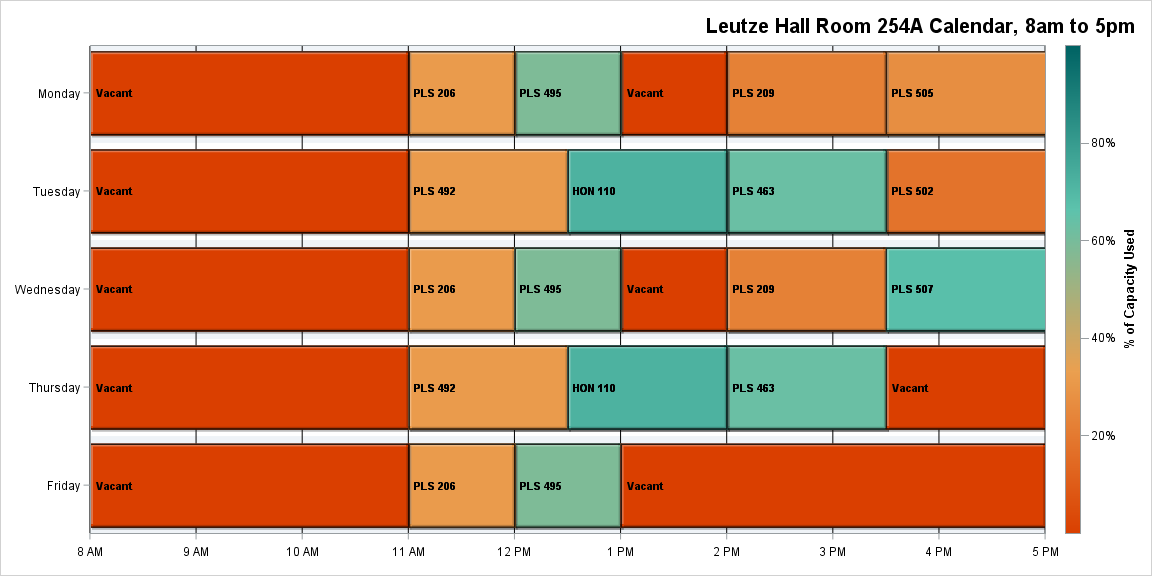 Leutze Hall Room 254A Calendar, 8am to 5pm
Monday
Vacant
PLS 206
PLS 495
Vacant
PLS 209
PLS 505
Tuesday
Vacant
PLS 492
HON 110
PLS 463
PLS 502
Wednesday
Vacant
PLS 206
PLS 495
Vacant
PLS 209
PLS 507
Thursday
Vacant
PLS 492
HON 110
PLS 463
Vacant
Friday
Vacant
PLS 206
PLS 495
Vacant
8 AM
9 AM
10 AM
11 AM
12 PM
1 PM
2 PM
3 PM
4 PM
5 PM
80%
60%
40%
20%
% of Capacity Used